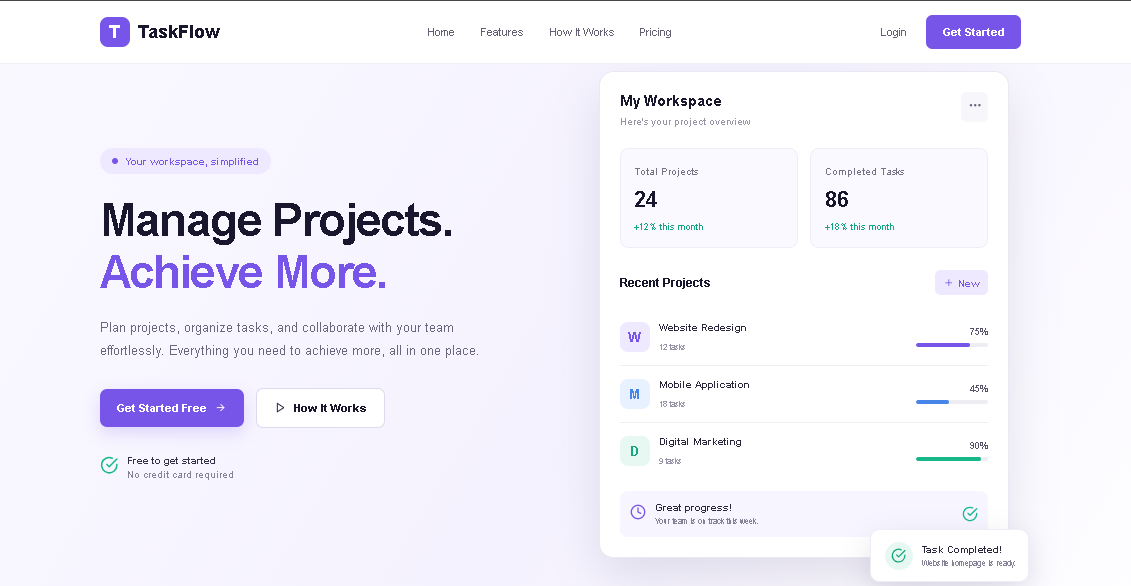 T TaskFlow
Home Features How It Works Pricing
Login Get Started
Your workspace, simplified
Manage Projects.
Achieve More.
Plan projects, organize tasks, and collaborate with your team
effortlessly. Everything you need to achieve more, all in one place.
Get Started Free → How It Works
Free to get started
No credit card required
My Workspace
Here's your project overview
Total Projects
24
+12% this month
Completed Tasks
86
+18% this month
Recent Projects + New
W Website Redesign 75%
12 tasks
M Mobile Application 45%
18 tasks
D Digital Marketing 90%
9 tasks
Great progress!
Your team is on track this week.
Task Completed!
Website homepage is ready.